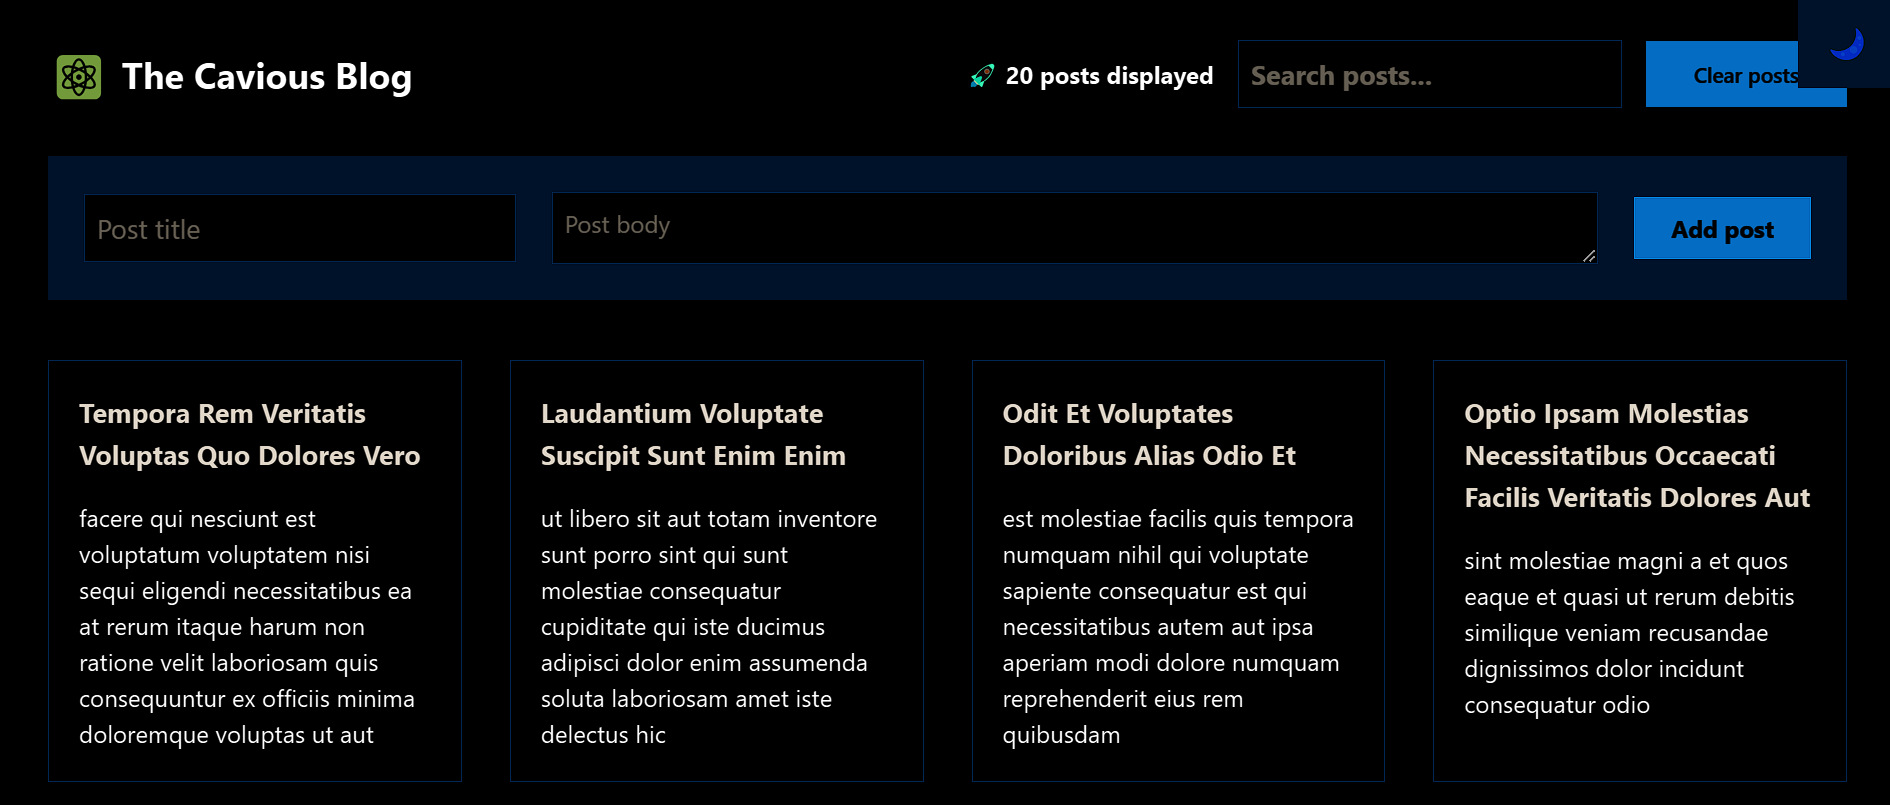 The Cavious Blog
20 posts displayed
Search posts...
Clear posts
Post title
Post body
Add post
Tempora Rem Veritatis
Voluptas Quo Dolores Vero
facere qui nesciunt est
voluptatum voluptatem nisi
sequi eligendi necessitatibus ea
at rerum itaque harum non
ratione velit laboriosam quis
consequuntur ex officiis minima
doloremque voluptas ut aut
Laudantium Voluptate
Suscipit Sunt Enim Enim
ut libero sit aut totam inventore
sunt porro sint qui sunt
molestiae consequatur
cupiditate qui iste ducimus
adipisci dolor enim assumenda
soluta laboriosam amet iste
delectus hic
Odit Et Voluptates
Doloribus Alias Odio Et
est molestiae facilis quis tempora
numquam nihil qui voluptate
sapiente consequatur est qui
necessitatibus autem aut ipsa
aperiam modi dolore numquam
reprehenderit eius rem
quibusdam
Optio Ipsam Molestias
Necessitatibus Occaecati
Facilis Veritatis Dolores Aut
sint molestiae magni a et quos
eaque et quasi ut rerum debitis
similique veniam recusandae
dignissimos dolor incidunt
consequatur odio